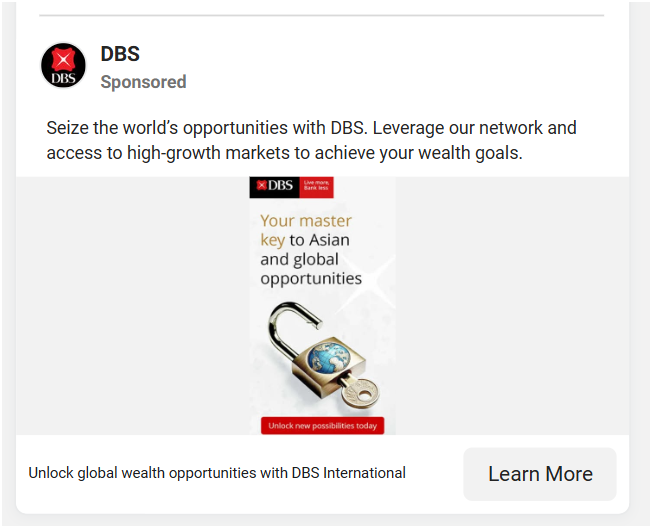 DBS
DBS
Sponsored
Seize the world’s opportunities with DBS. Leverage our network and
access to high-growth markets to achieve your wealth goals.
DBS
Live more,
Bank less
Your master
key to Asian
and global
opportunities
Unlock new possibilities today
Unlock global wealth opportunities with DBS International
Learn More